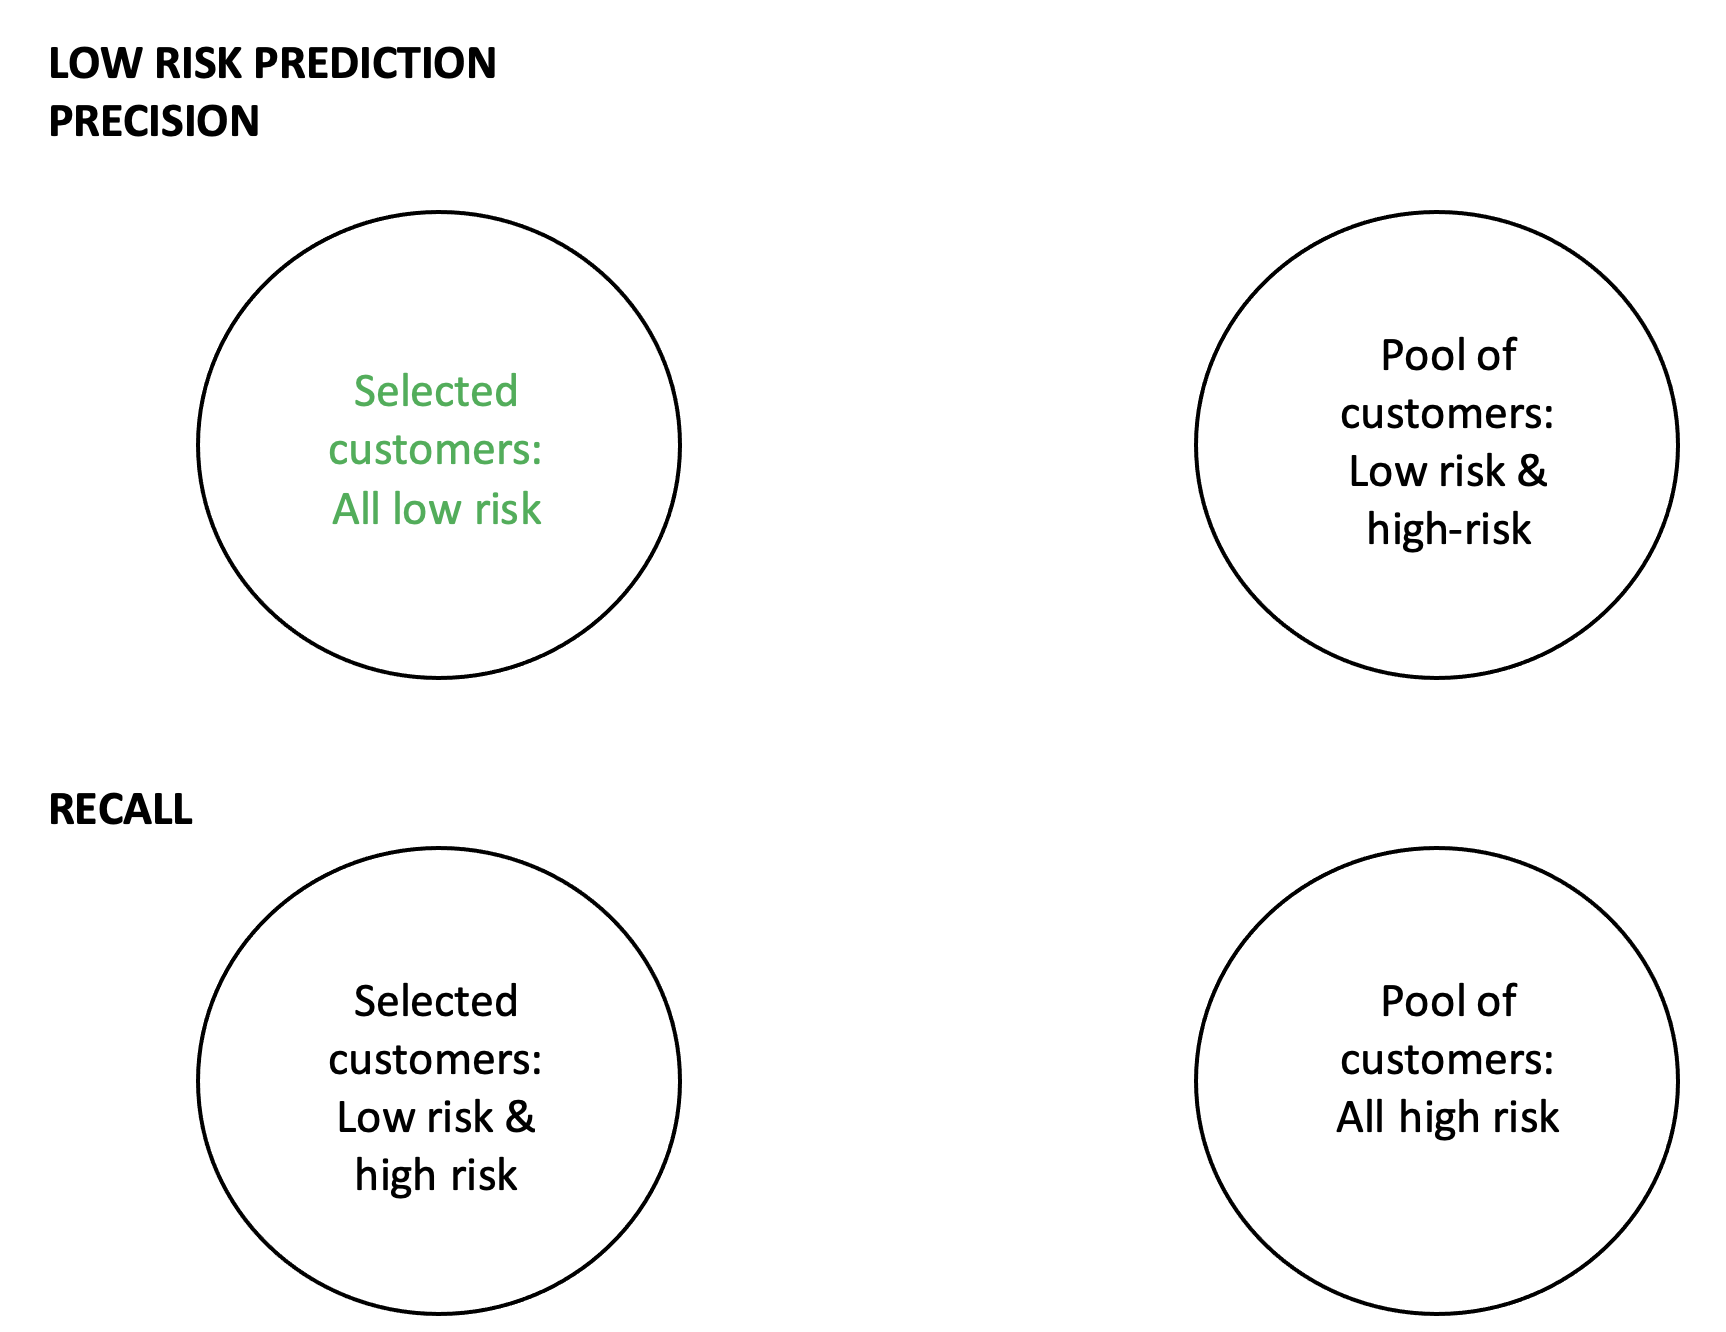 LOW RISK PREDICTION
PRECISION
Selected
customers:
All low risk
Pool of
customers:
Low risk &
high-risk
RECALL
Selected
customers:
Low risk &
high risk
Pool of
customers:
All high risk